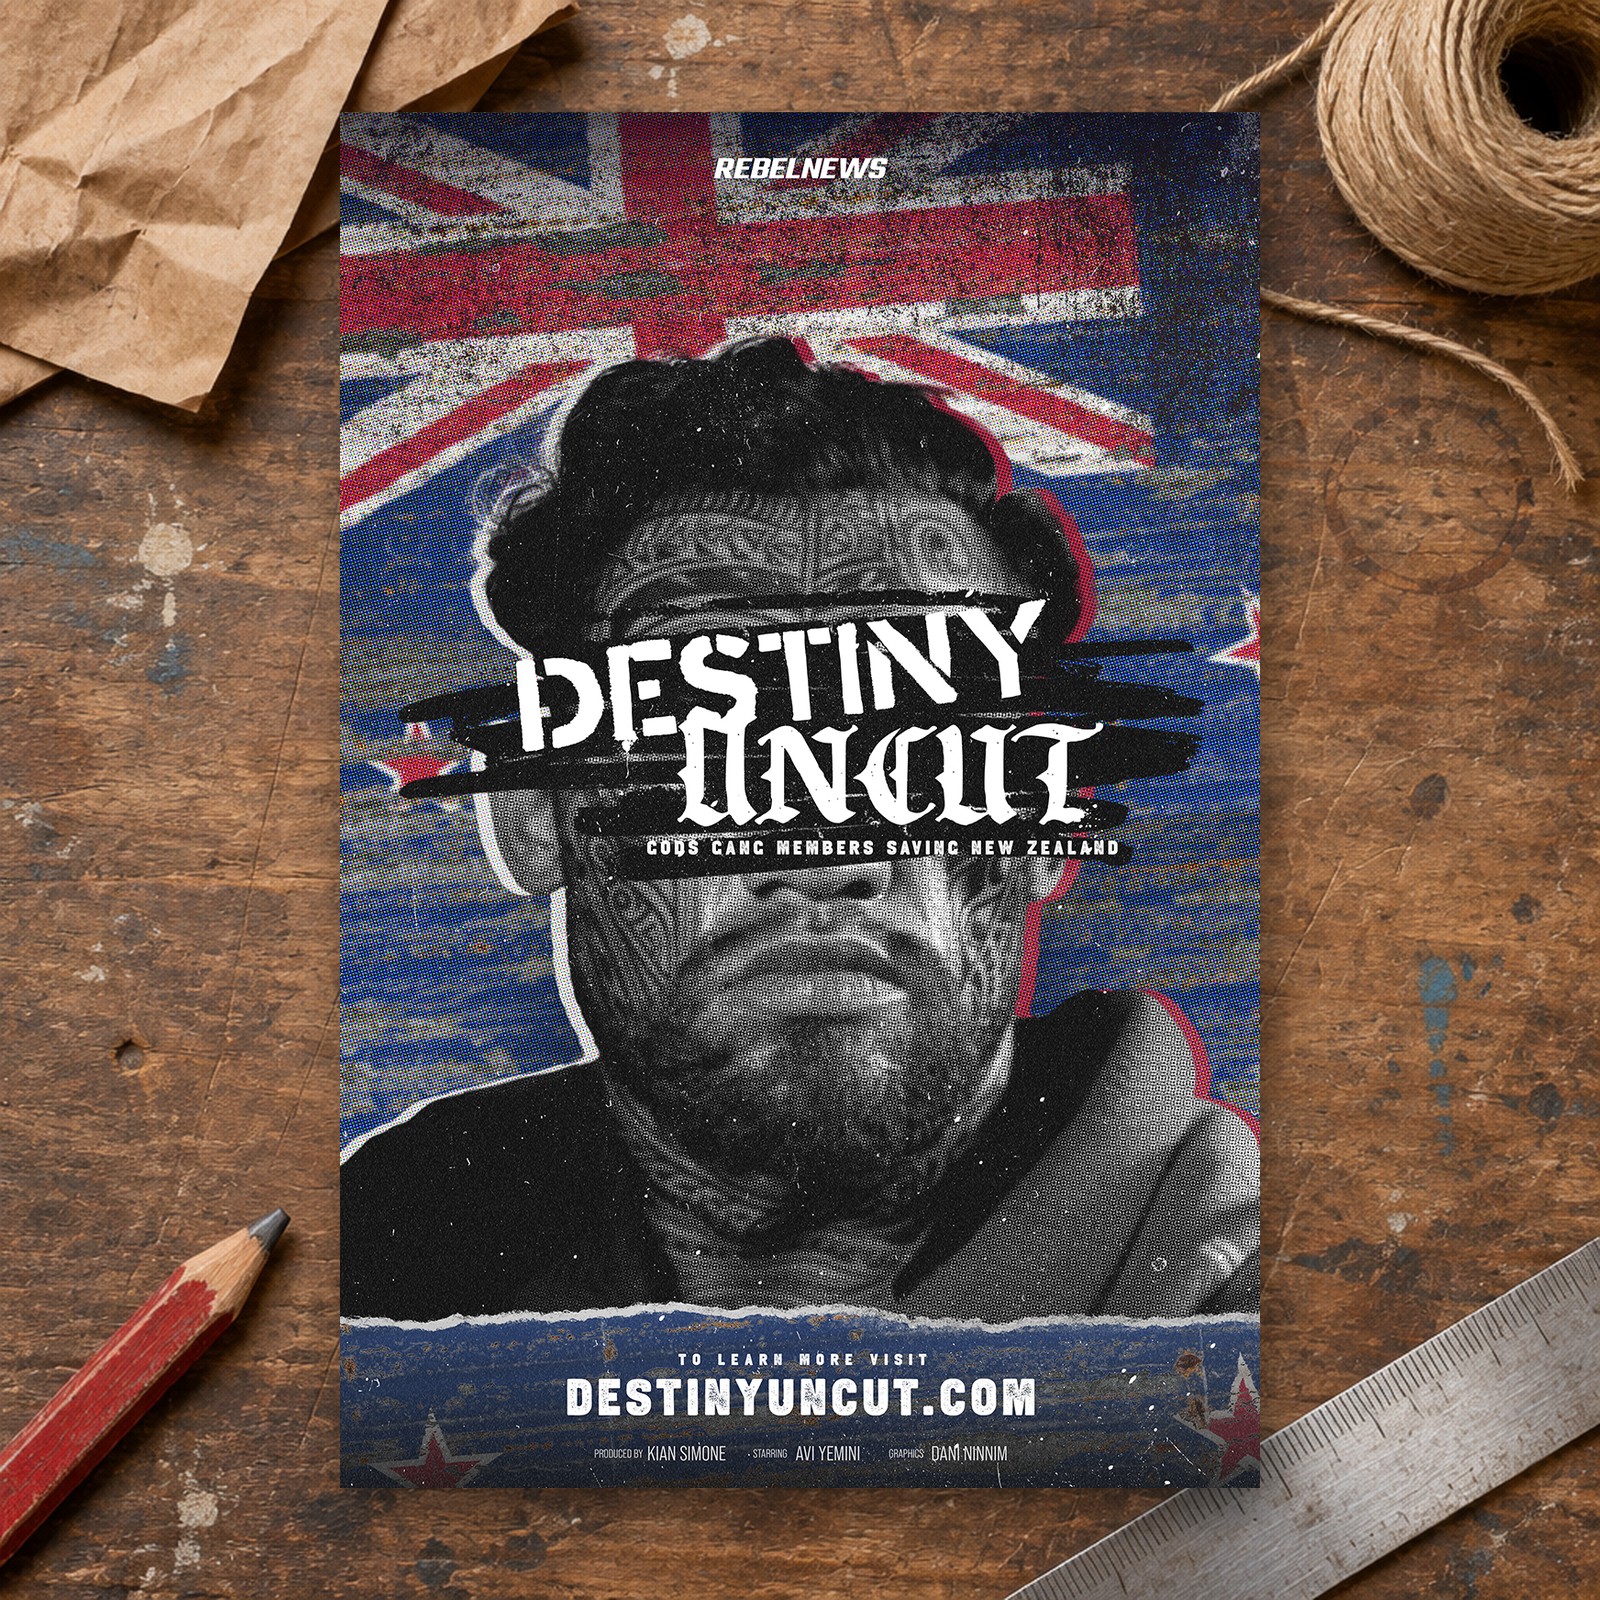 REBELNEWS
DESTINY
UNCUT
GODS GANG MEMBERS SAVING NEW ZEALAND
TO LEARN MORE VISIT
DESTINYUNCUT.COM
PRODUCED BY KIAN SIMONE · STARRING AVI YEMINI GRAPHICS DANI NINNIM